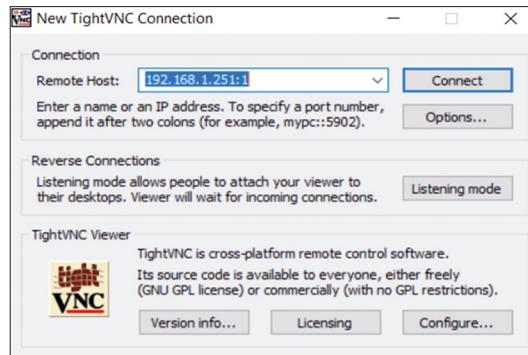 New TightVNC Connection
Connection
Remote Host: 192.168.1.251:1 Connect
Enter a name or an IP address. To specify a port number,
append it after two colons (for example, mypc::5902).
Options...
Reverse Connections
Listening mode allows people to attach your viewer to
their desktops. Viewer will wait for incoming connections.
Listening mode
TightVNC Viewer
TightVNC is cross-platform remote control software.
Its source code is available to everyone, either freely
(GNU GPL license) or commercially (with no GPL restrictions).
tight
VNC
Version info... Licensing Configure...